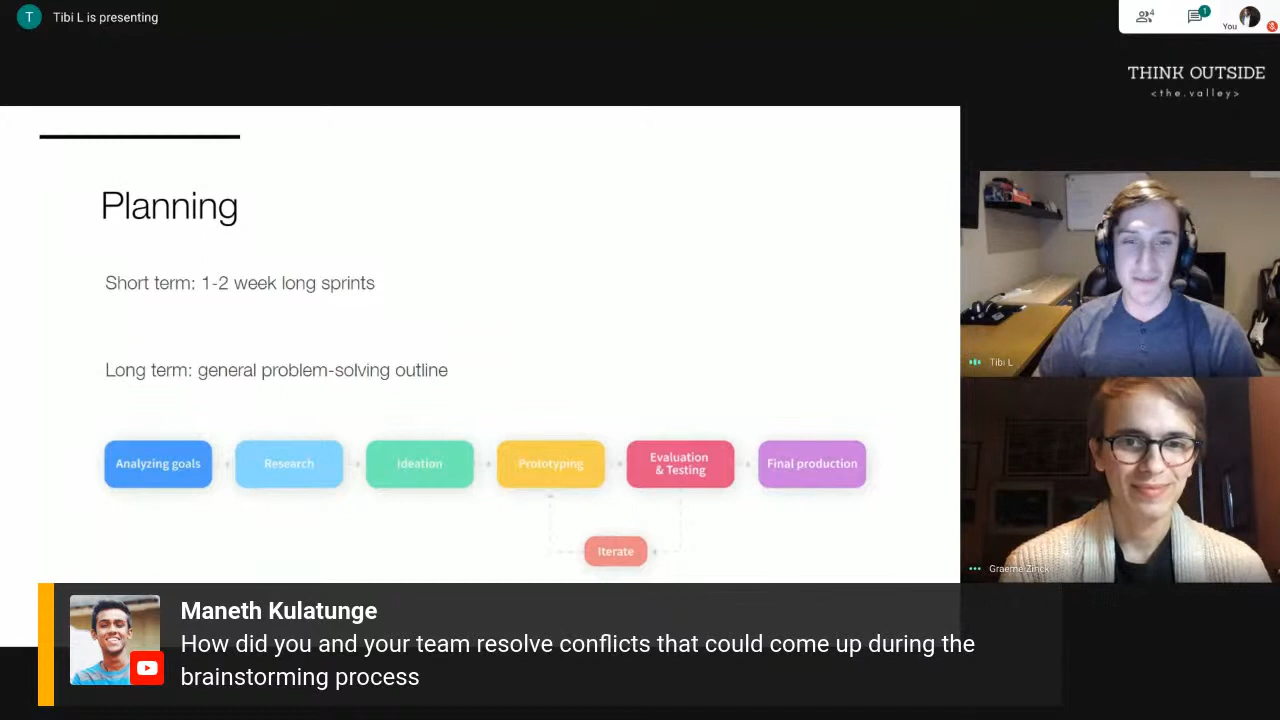 T
Tibi L is presenting
4
1
You
THINK OUTSIDE
<the.valley>
Planning
Short term: 1-2 week long sprints
Long term: general problem-solving outline
Analyzing goals
Research
Ideation
Prototyping
Evaluation
& Testing
Final production
Iterate
Tibi L
Graeme Zinck
Maneth Kulatunge
How did you and your team resolve conflicts that could come up during the
brainstorming process